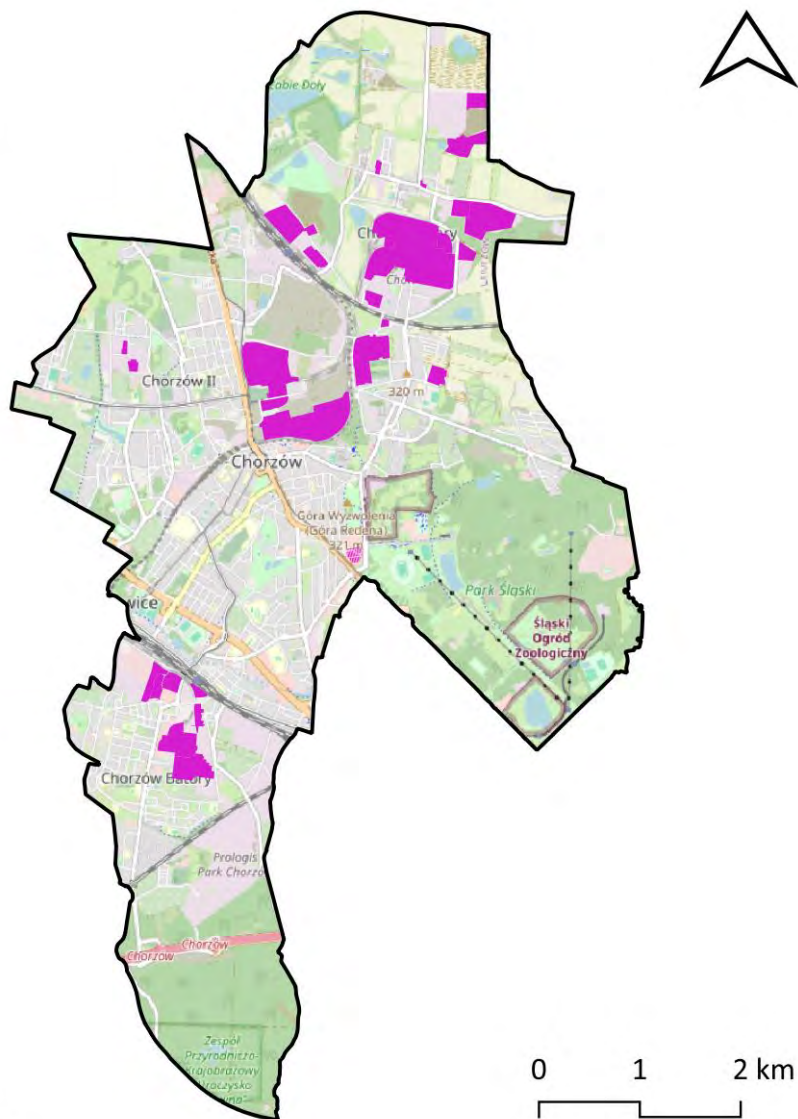 Żabie Doły
Chorzów II
320 m
Chorzów
Góra Wyzwolenia
(Góra Redena)
321 m
Park Śląski
Śląski
Ogród
Zoologiczny
Chorzów Batory
Prologis
Park Chorzo
Chorzów
Chorzów
Zespół
Przyrodniczo-
Krajobrazowy
0 1 2 km